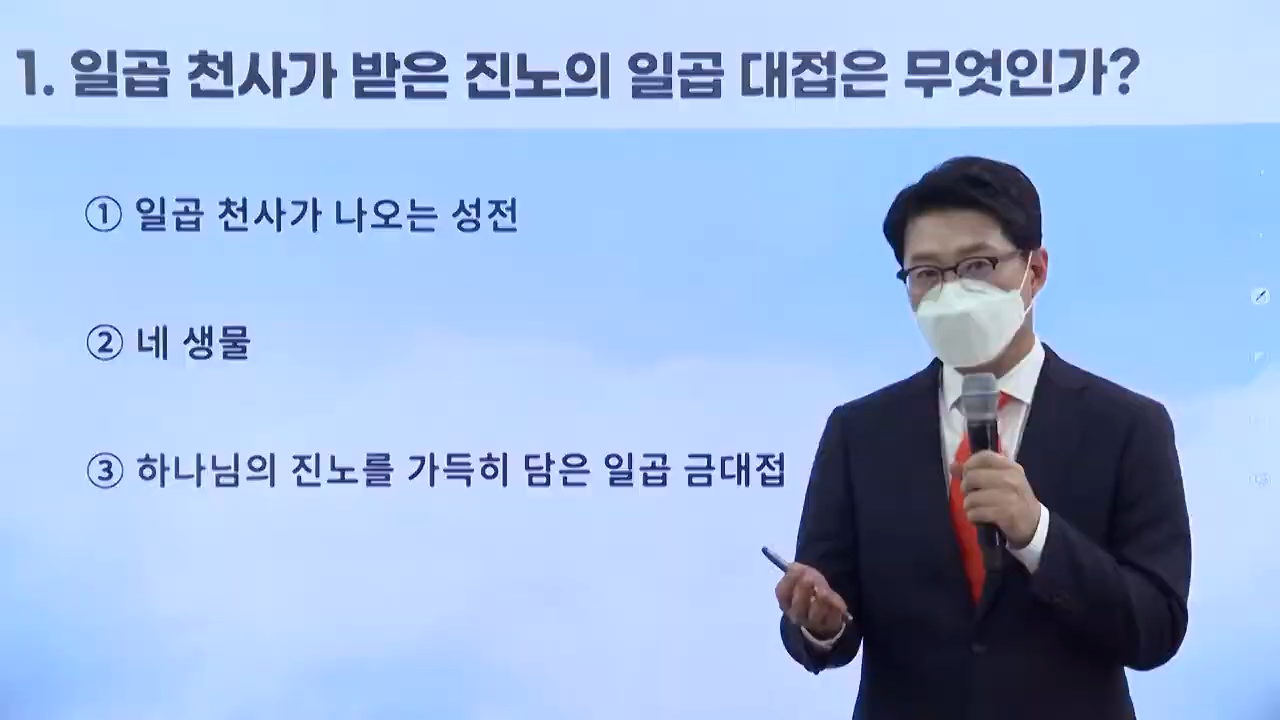 1. 일곱 천사가 받은 진노의 일곱 대접은 무엇인가?
① 일곱 천사가 나오는 성전
② 네 생물
③ 하나님의 진노를 가득히 담은 일곱 금대접